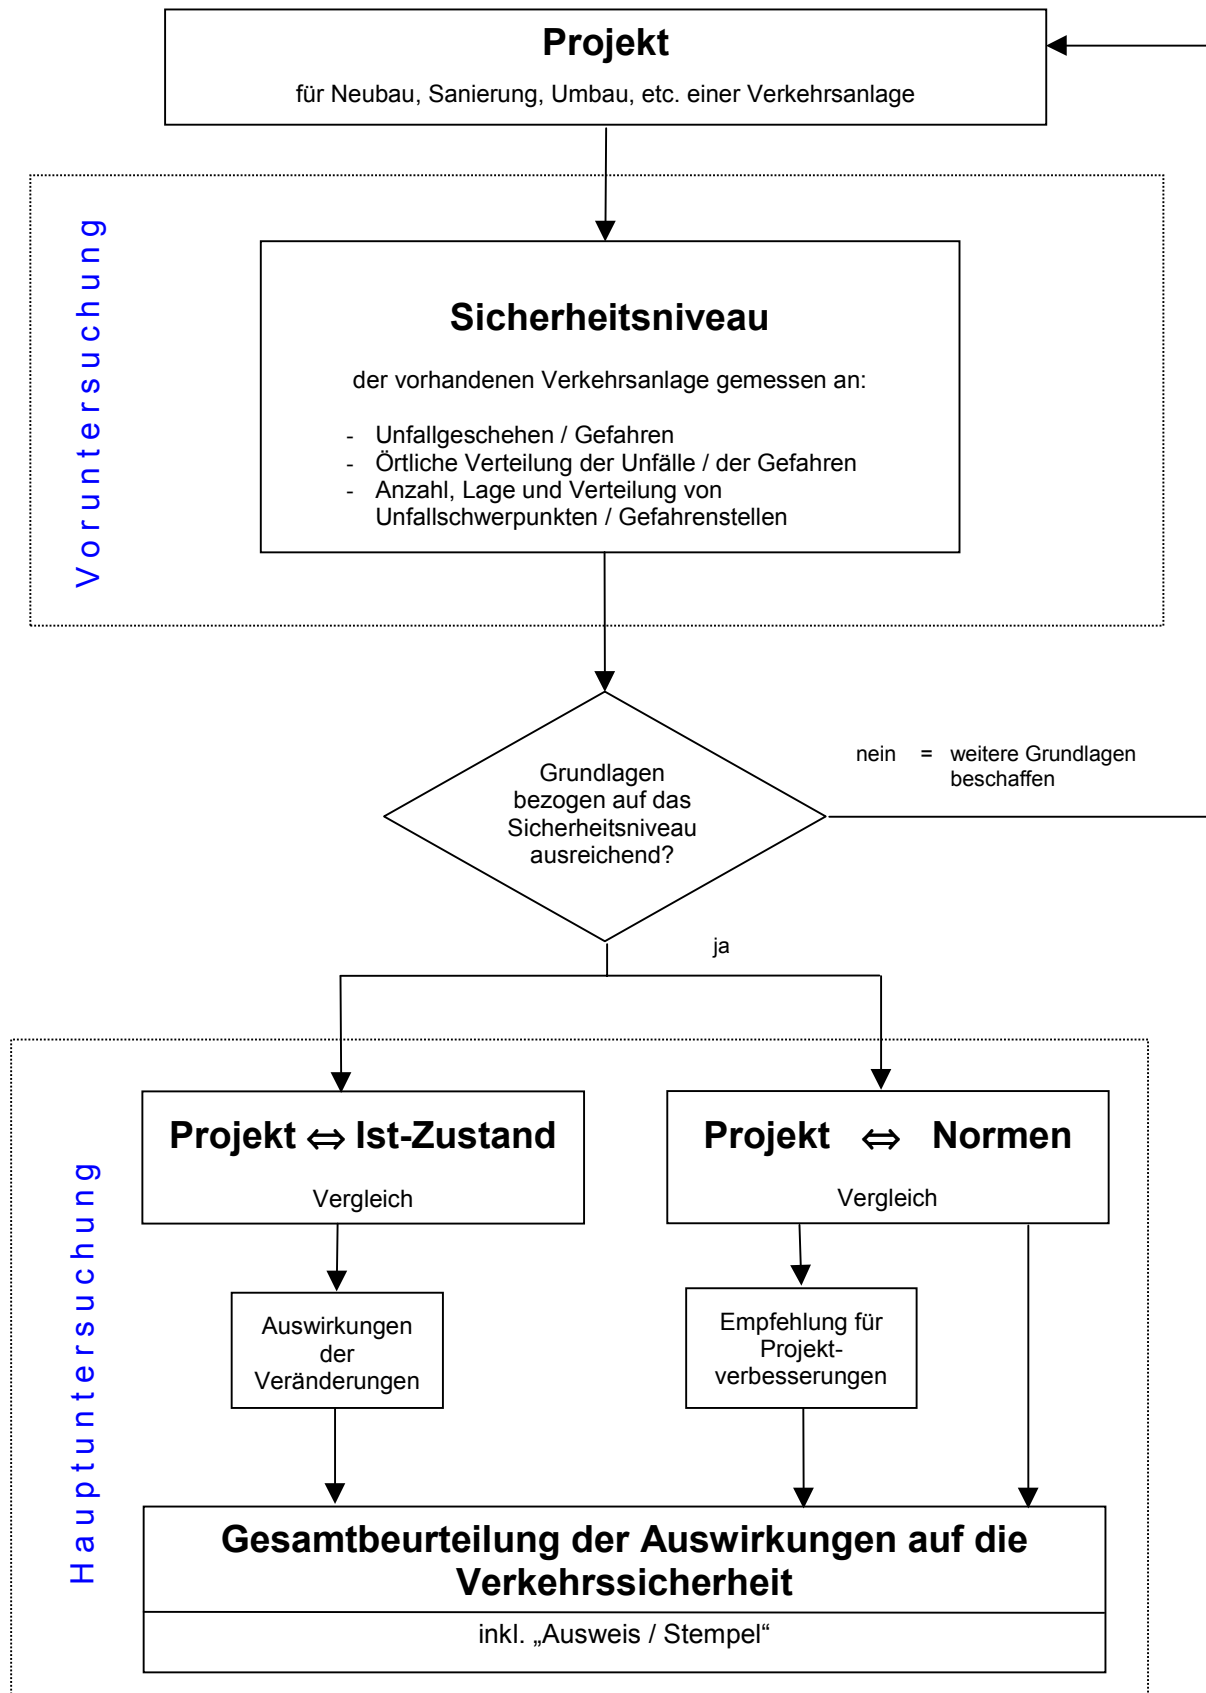 Projekt
für Neubau, Sanierung, Umbau, etc. einer Verkehrsanlage
Voruntersuchung
Sicherheitsniveau
der vorhandenen Verkehrsanlage gemessen an:
- Unfallgeschehen / Gefahren
- Örtliche Verteilung der Unfälle / der Gefahren
- Anzahl, Lage und Verteilung von
Unfallschwerpunkten / Gefahrenstellen
Grundlagen
bezogen auf das
Sicherheitsniveau
ausreichend?
nein = weitere Grundlagen
beschaffen
ja
Hauptuntersuchung
Projekt ⇔ Ist-Zustand
Vergleich
Projekt ⇔ Normen
Vergleich
Auswirkungen
der
Veränderungen
Empfehlung für
Projekt-
verbesserungen
Gesamtbeurteilung der Auswirkungen auf die
Verkehrssicherheit
inkl. „Ausweis / Stempel“